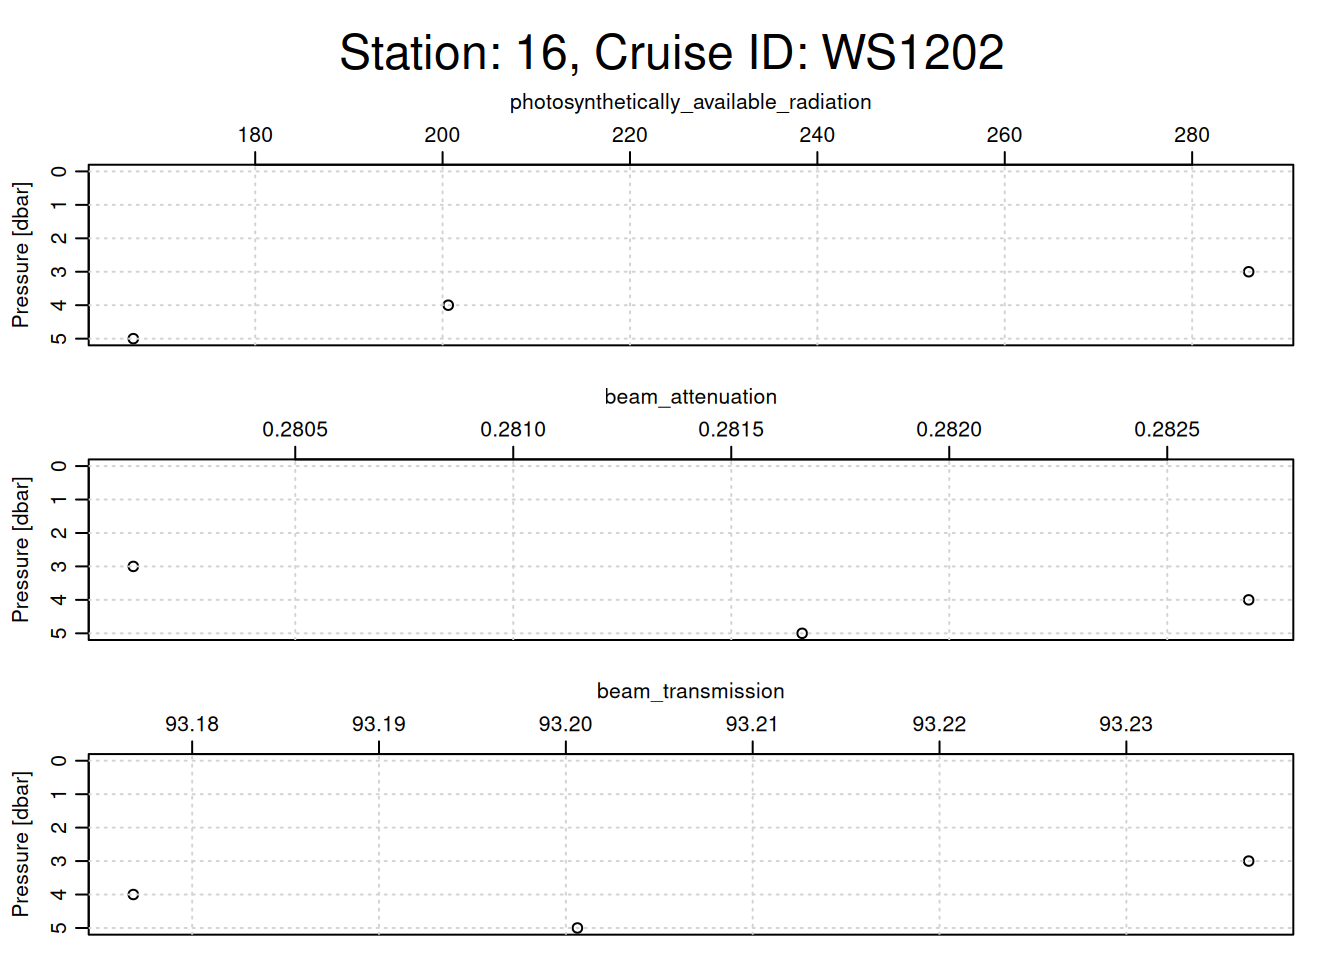 Station: 16, Cruise ID: WS1202
photosynthetically_available_radiation
180 200 220 240 260 280
Pressure [dbar]
0
1
2
3
4
5
beam_attenuation
0.2805 0.2810 0.2815 0.2820 0.2825
Pressure [dbar]
0
1
2
3
4
5
beam_transmission
93.18 93.19 93.20 93.21 93.22 93.23
Pressure [dbar]
0
1
2
3
4
5